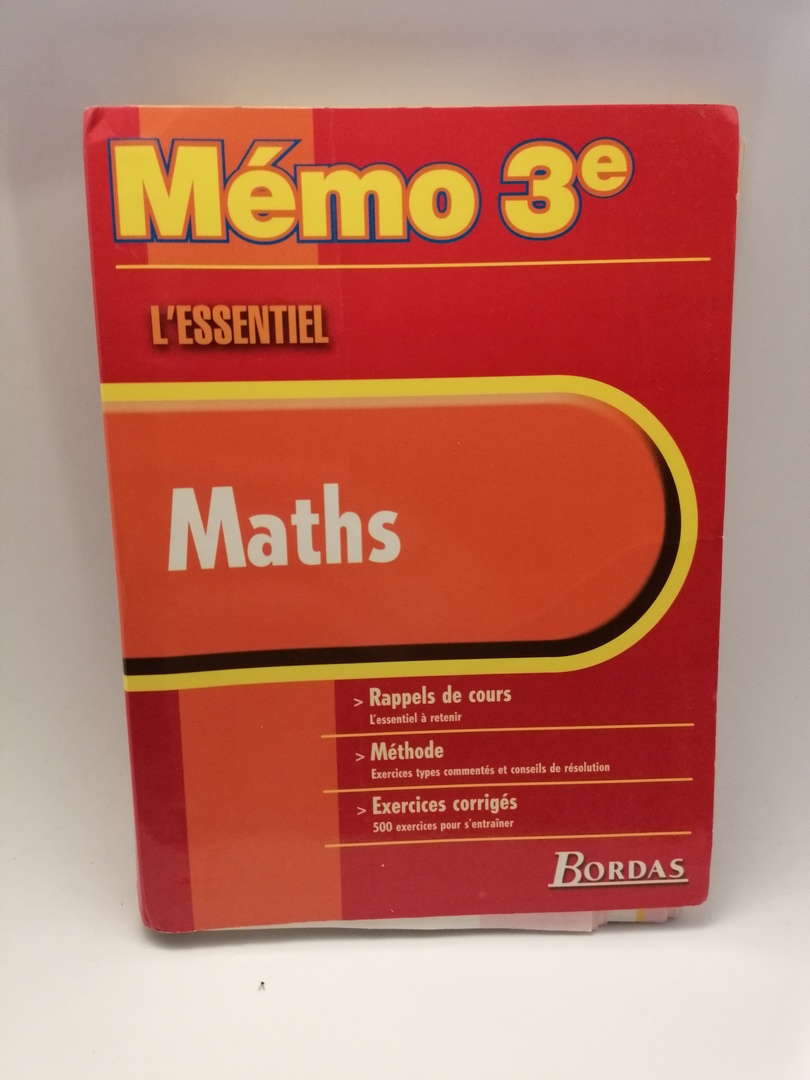 Mémo 3e
L'ESSENTIEL
Maths
> Rappels de cours
L'essentiel à retenir
> Méthode
Exercices types commentés et conseils de résolution
> Exercices corrigés
500 exercices pour s'entraîner
BORDAS